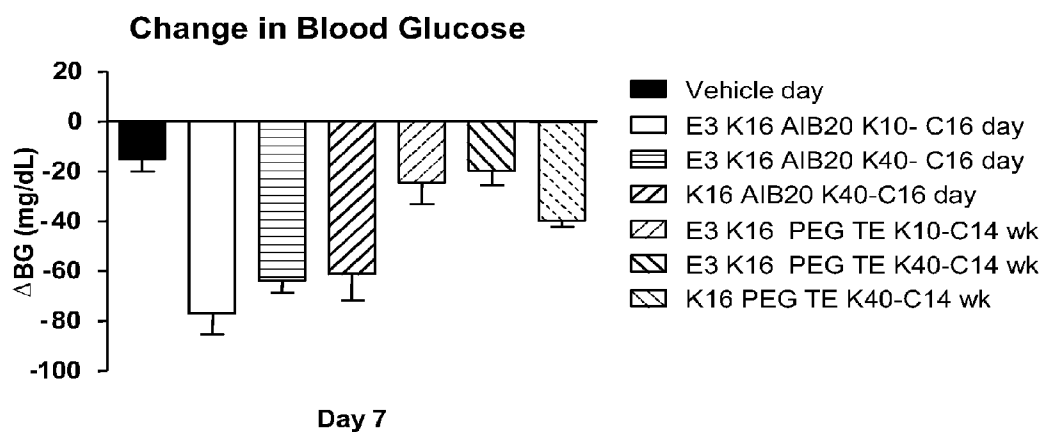 Change in Blood Glucose
ΔBG (mg/dL)
20
0
-20
-40
-60
-80
-100
Day 7
Vehicle day
E3 K16 AIB20 K10- C16 day
E3 K16 AIB20 K40- C16 day
K16 AIB20 K40-C16 day
E3 K16 PEG TE K10-C14 wk
E3 K16 PEG TE K40-C14 wk
K16 PEG TE K40-C14 wk